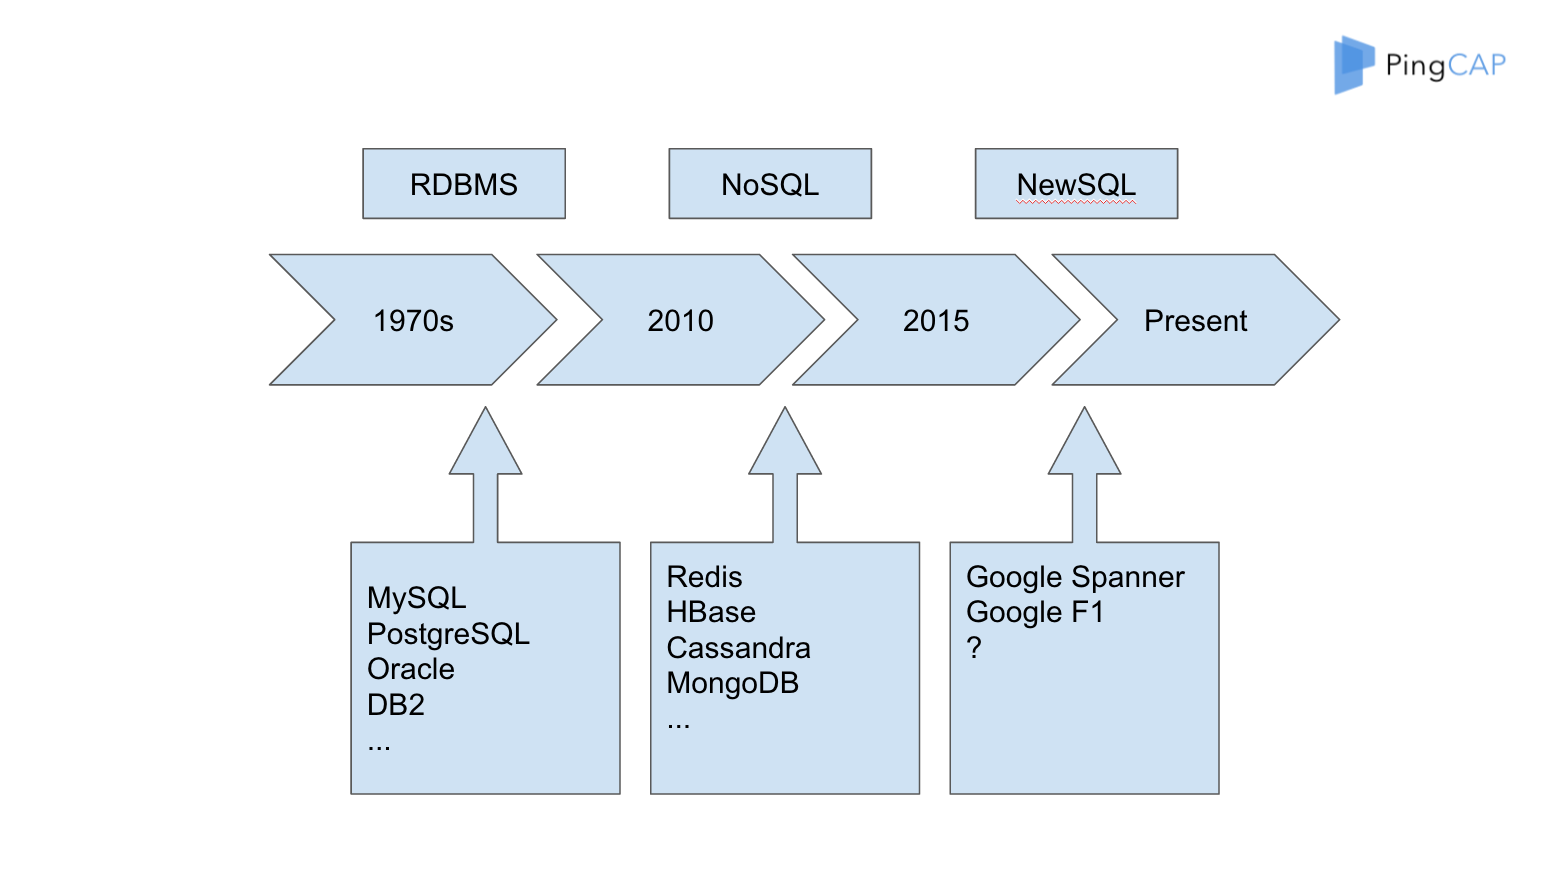 PingCAP
RDBMS
NoSQL
NewSQL
1970s
2010
2015
Present
MySQL
PostgreSQL
Oracle
DB2
...
Redis
HBase
Cassandra
MongoDB
...
Google Spanner
Google F1
?